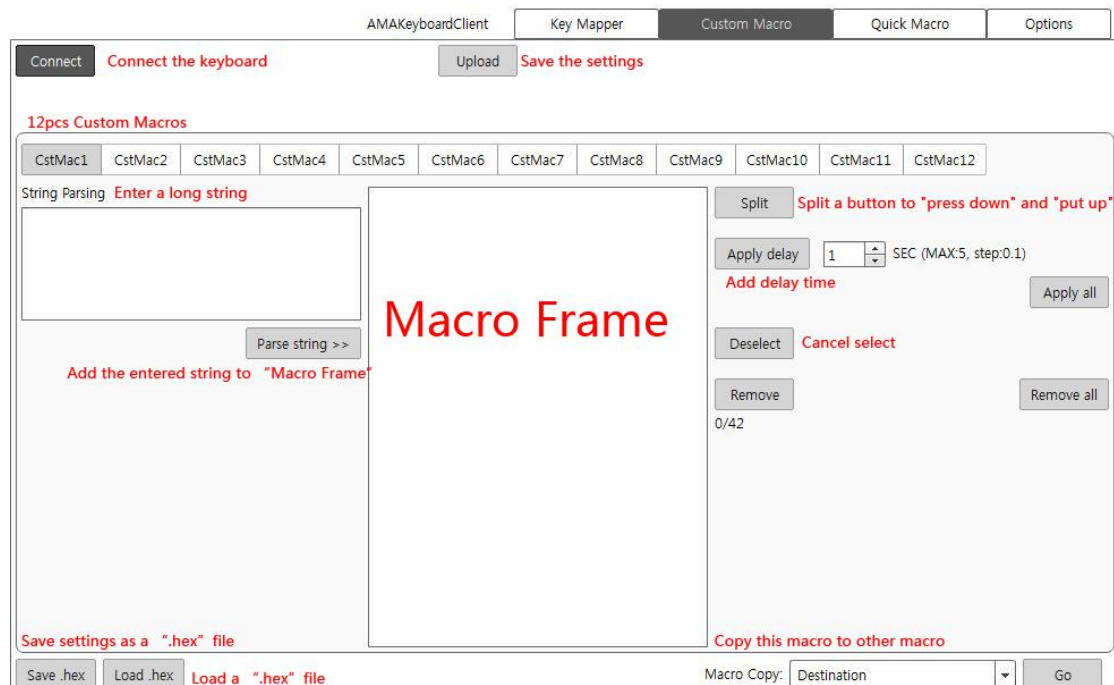 AMAKeyboardClient Key Mapper Custom Macro Quick Macro Options
Connect Connect the keyboard Upload Save the settings
12pcs Custom Macros
CstMac1 CstMac2 CstMac3 CstMac4 CstMac5 CstMac6 CstMac7 CstMac8 CstMac9 CstMac10 CstMac11 CstMac12
String Parsing Enter a long string
Split Split a button to "press down" and "put up"
Apply delay 1 SEC (MAX:5, step:0.1)
Add delay time
Apply all
Macro Frame
Parse string >> Deselect Cancel select
Add the entered string to “Macro Frame”
Remove Remove all
0/42
Save settings as a “.hex” file Copy this macro to other macro
Save .hex Load .hex Load a “.hex” file Macro Copy: Destination Go